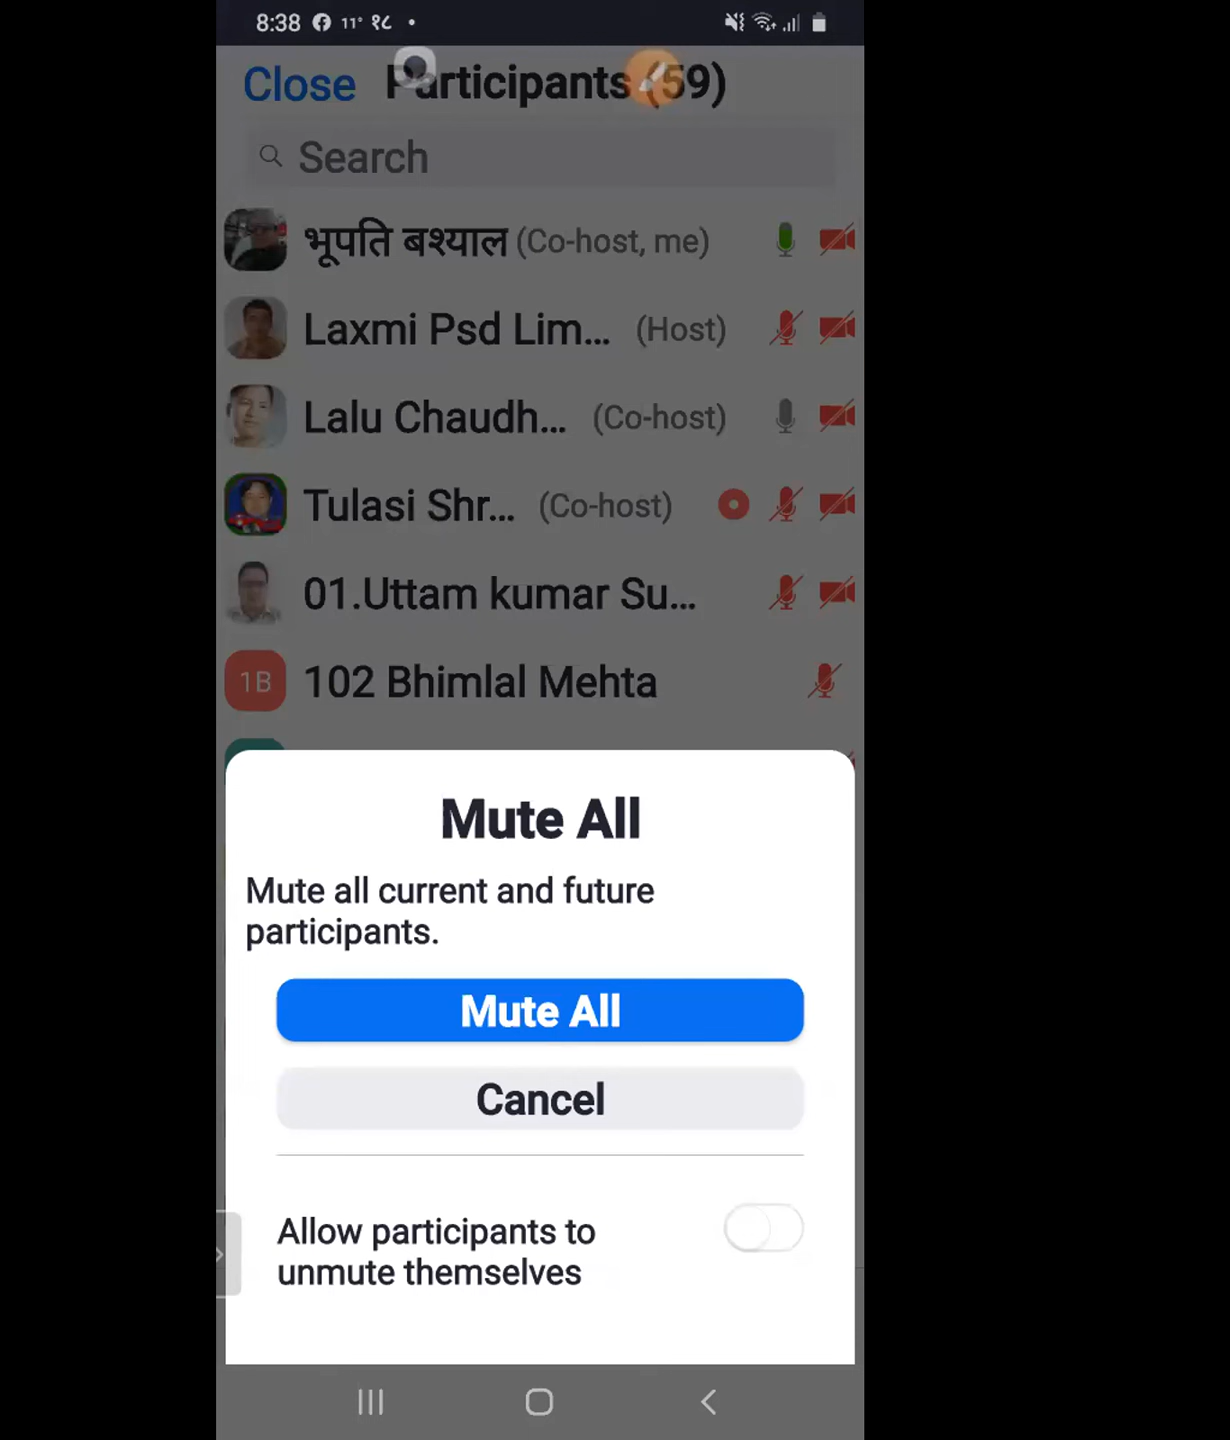 8:38 11° १८ •
Close Participants (59)
Search
भूपति बश्याल (Co-host, me)
Laxmi Psd Lim... (Host)
Lalu Chaudh... (Co-host)
Tulasi Shr... (Co-host)
01.Uttam kumar Su...
1B 102 Bhimlal Mehta
Mute All
Mute all current and future
participants.
Mute All
Cancel
Allow participants to
unmute themselves